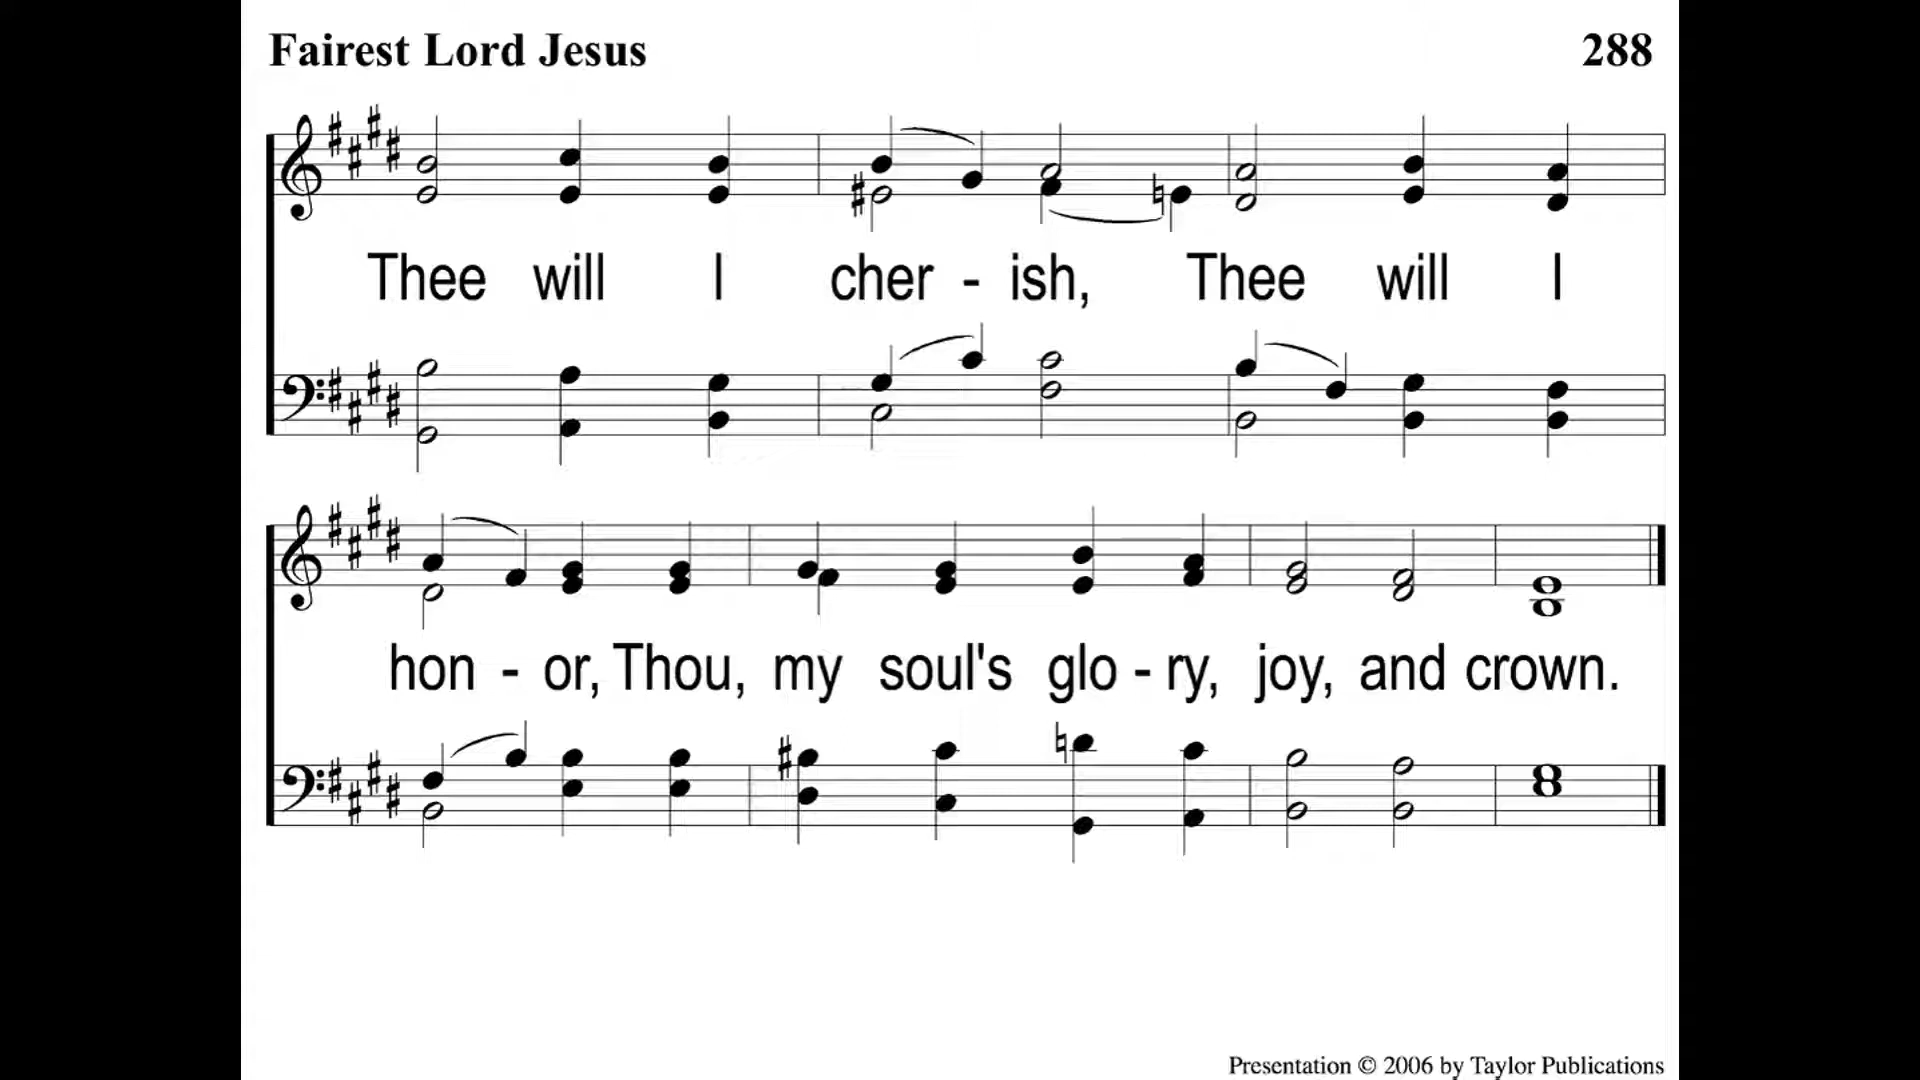 Fairest Lord Jesus 288
Thee will I cher - ish, Thee will I
hon - or, Thou, my soul's glo - ry, joy, and crown.
Presentation © 2006 by Taylor Publications